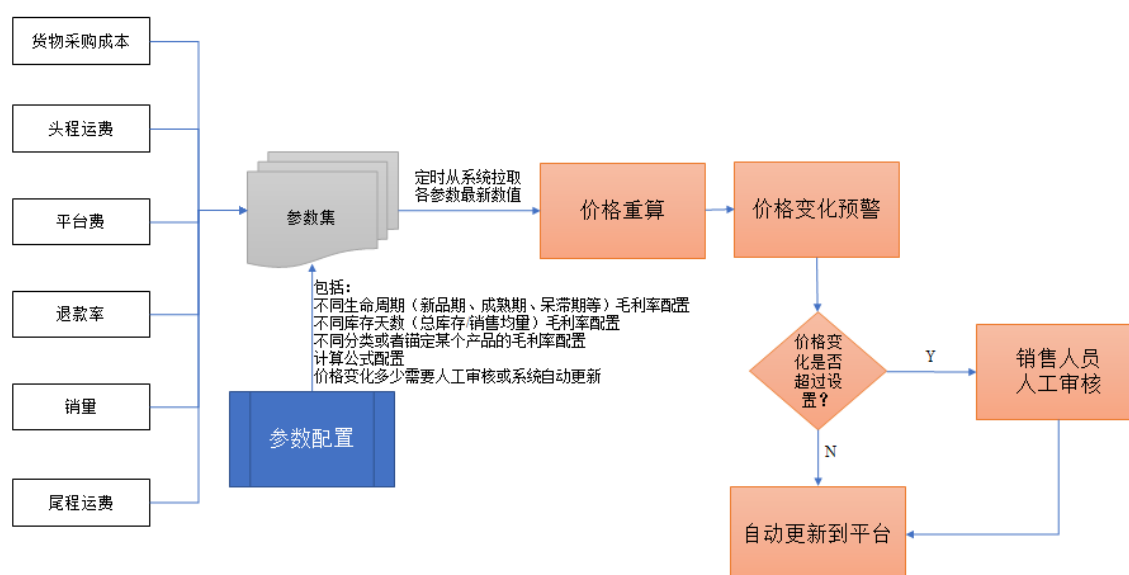 货物采购成本
头程运费
平台费
退款率
销量
尾程运费
参数集
定时从系统拉取
各参数最新数值
包括：
不同生命周期（新品期、成熟期、呆滞期等）毛利率配置
不同库存天数（总库存/销售均量）毛利率配置
不同分类或者锚定某个产品的毛利率配置
计算公式配置
价格变化多少需要人工审核或系统自动更新
参数配置
价格重算
价格变化预警
价格变
化是否
超过设
置？
Y
销售人员
人工审核
N
自动更新到平台